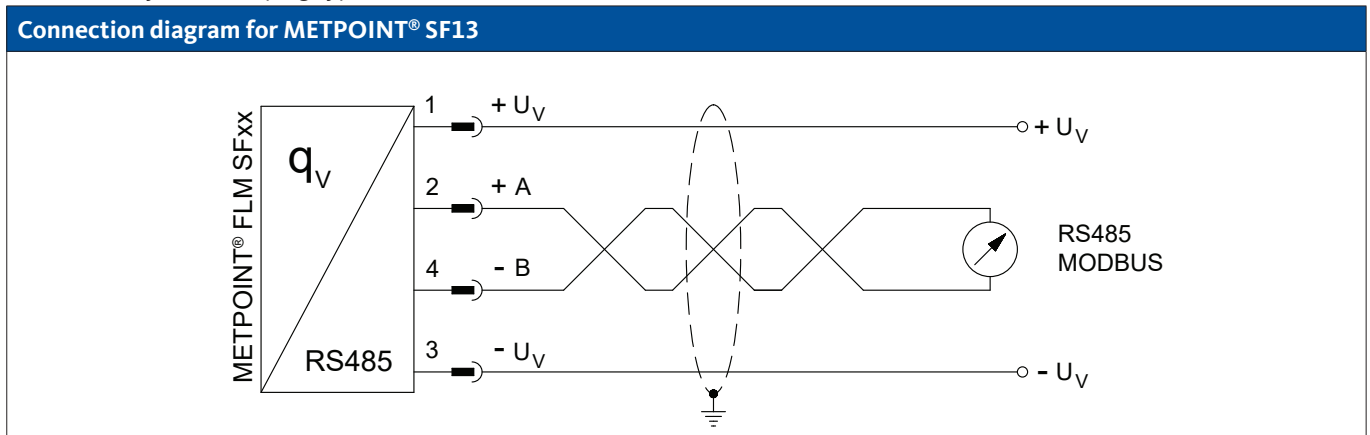 Connection diagram for METPOINT® SF13
METPOINT® FLM SFxx
qV
RS485
1 + UV
+ UV
2 + A
4 - B
RS485
MODBUS
3 - UV
- UV